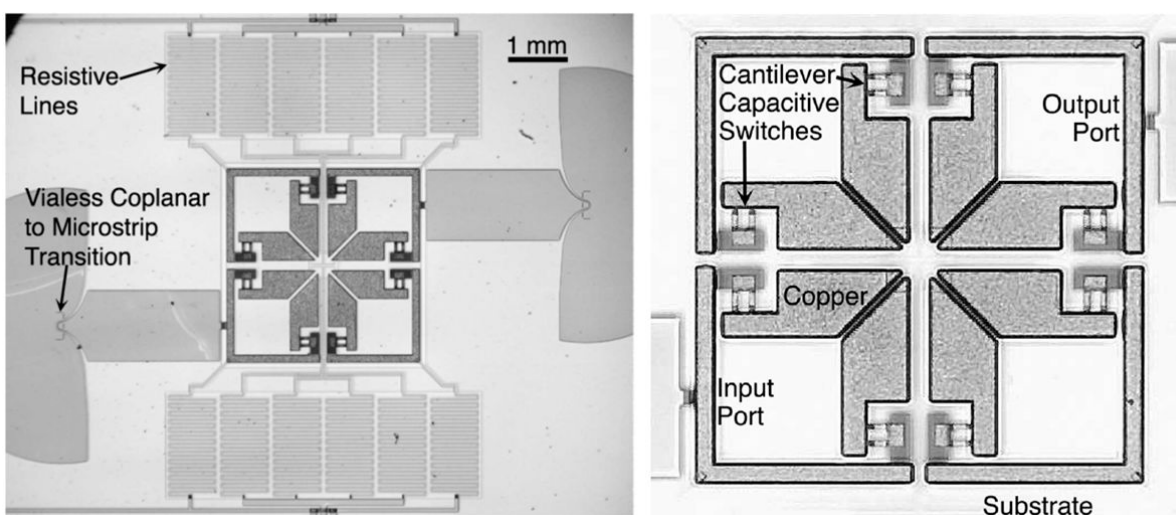 Resistive
Lines
1 mm
Vialess Coplanar
to Microstrip
Transition
Cantilever
Capacitive
Switches
Output
Port
Copper
Input
Port
Substrate